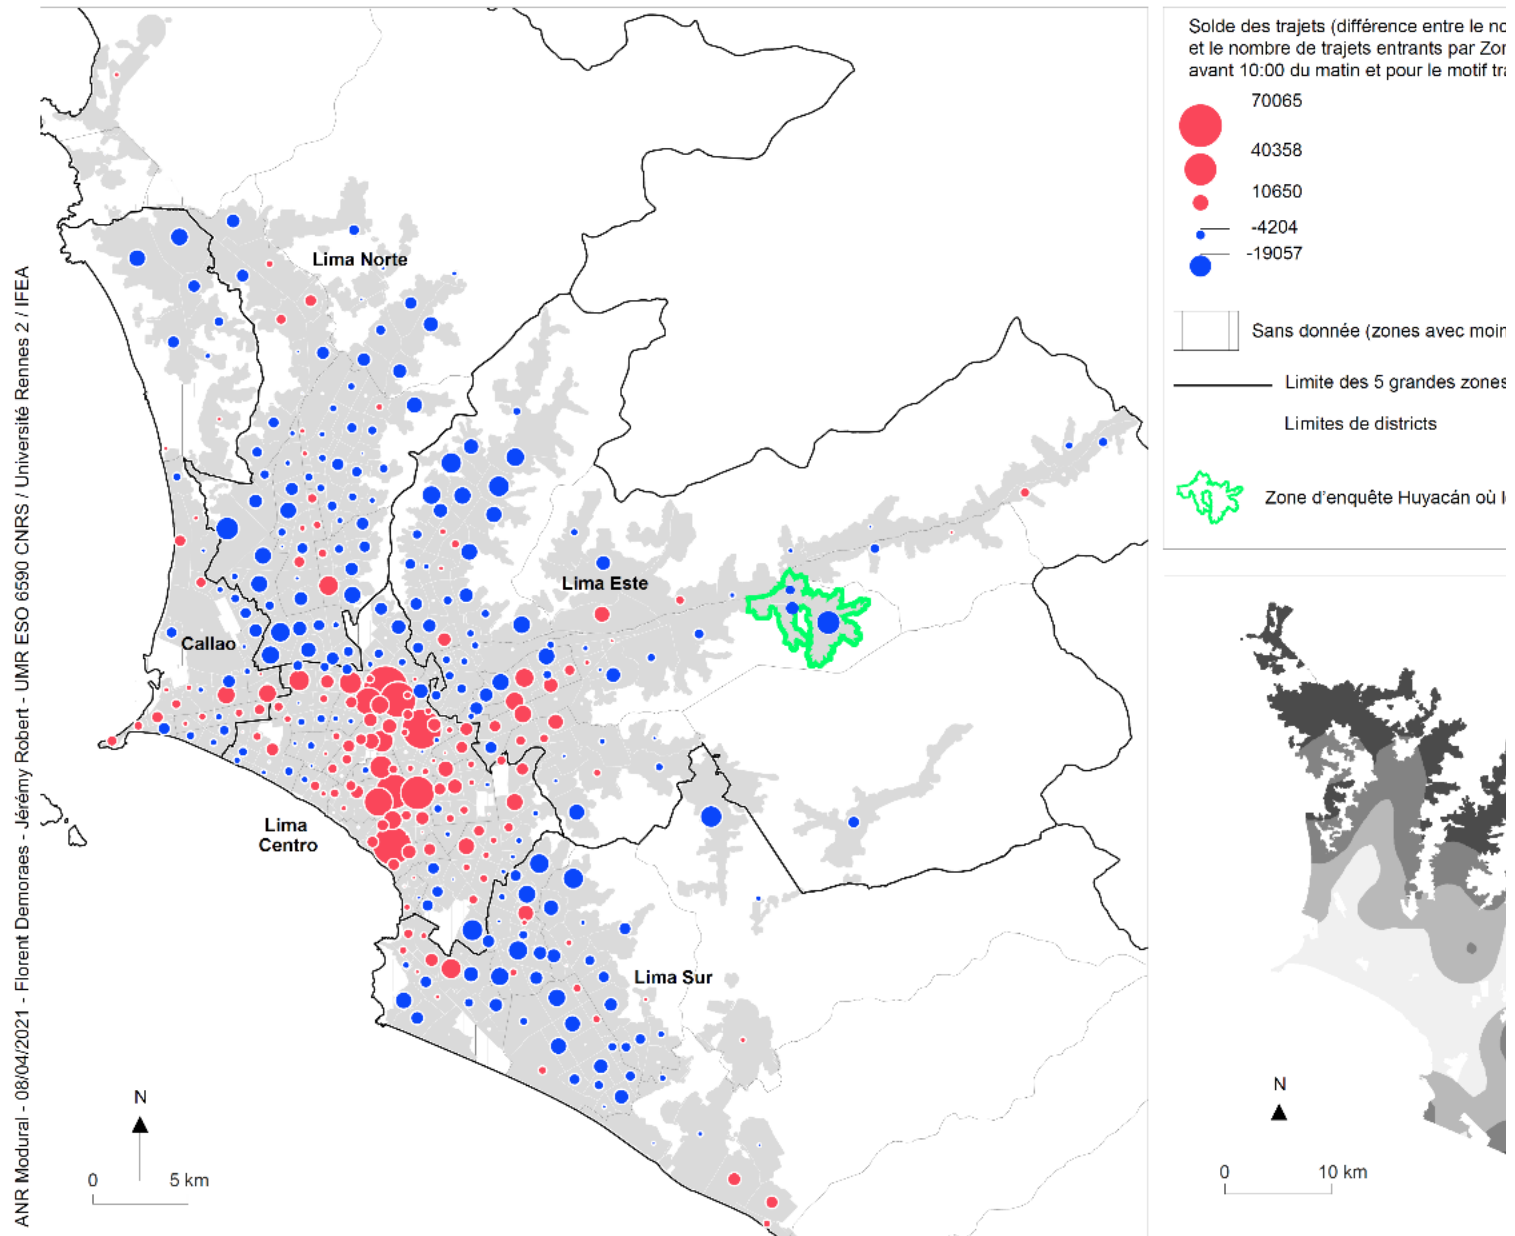 Solde des trajets (différence entre le no
et le nombre de trajets entrants par Zon
avant 10:00 du matin et pour le motif tra
70065
40358
10650
-4204
-19057
Sans donnée (zones avec moin
Limite des 5 grandes zones
Limites de districts
Zone d'enquête Huyacán où l
Lima Norte
Lima Este
Callao
Lima
Centro
Lima Sur
N
0 5 km
N
0 10 km
ANR Modural - 08/04/2021 - Florent Demoraes - Jérémy Robert - UMR ESO 6590 CNRS / Université Rennes 2 / IFEA